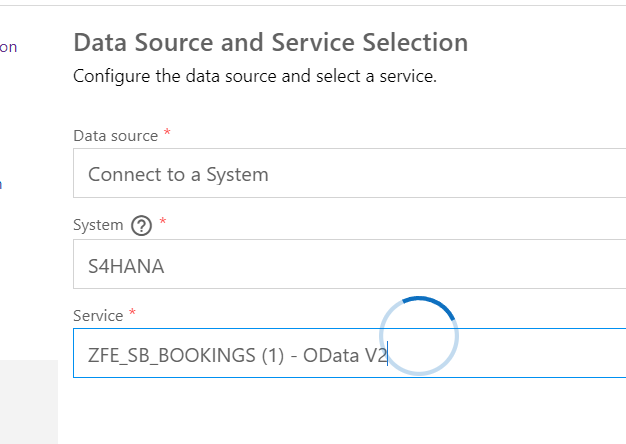 on
Data Source and Service Selection
Configure the data source and select a service.
Data source *
Connect to a System
System ? *
S4HANA
Service *
ZFE_SB_BOOKINGS (1) - OData V2